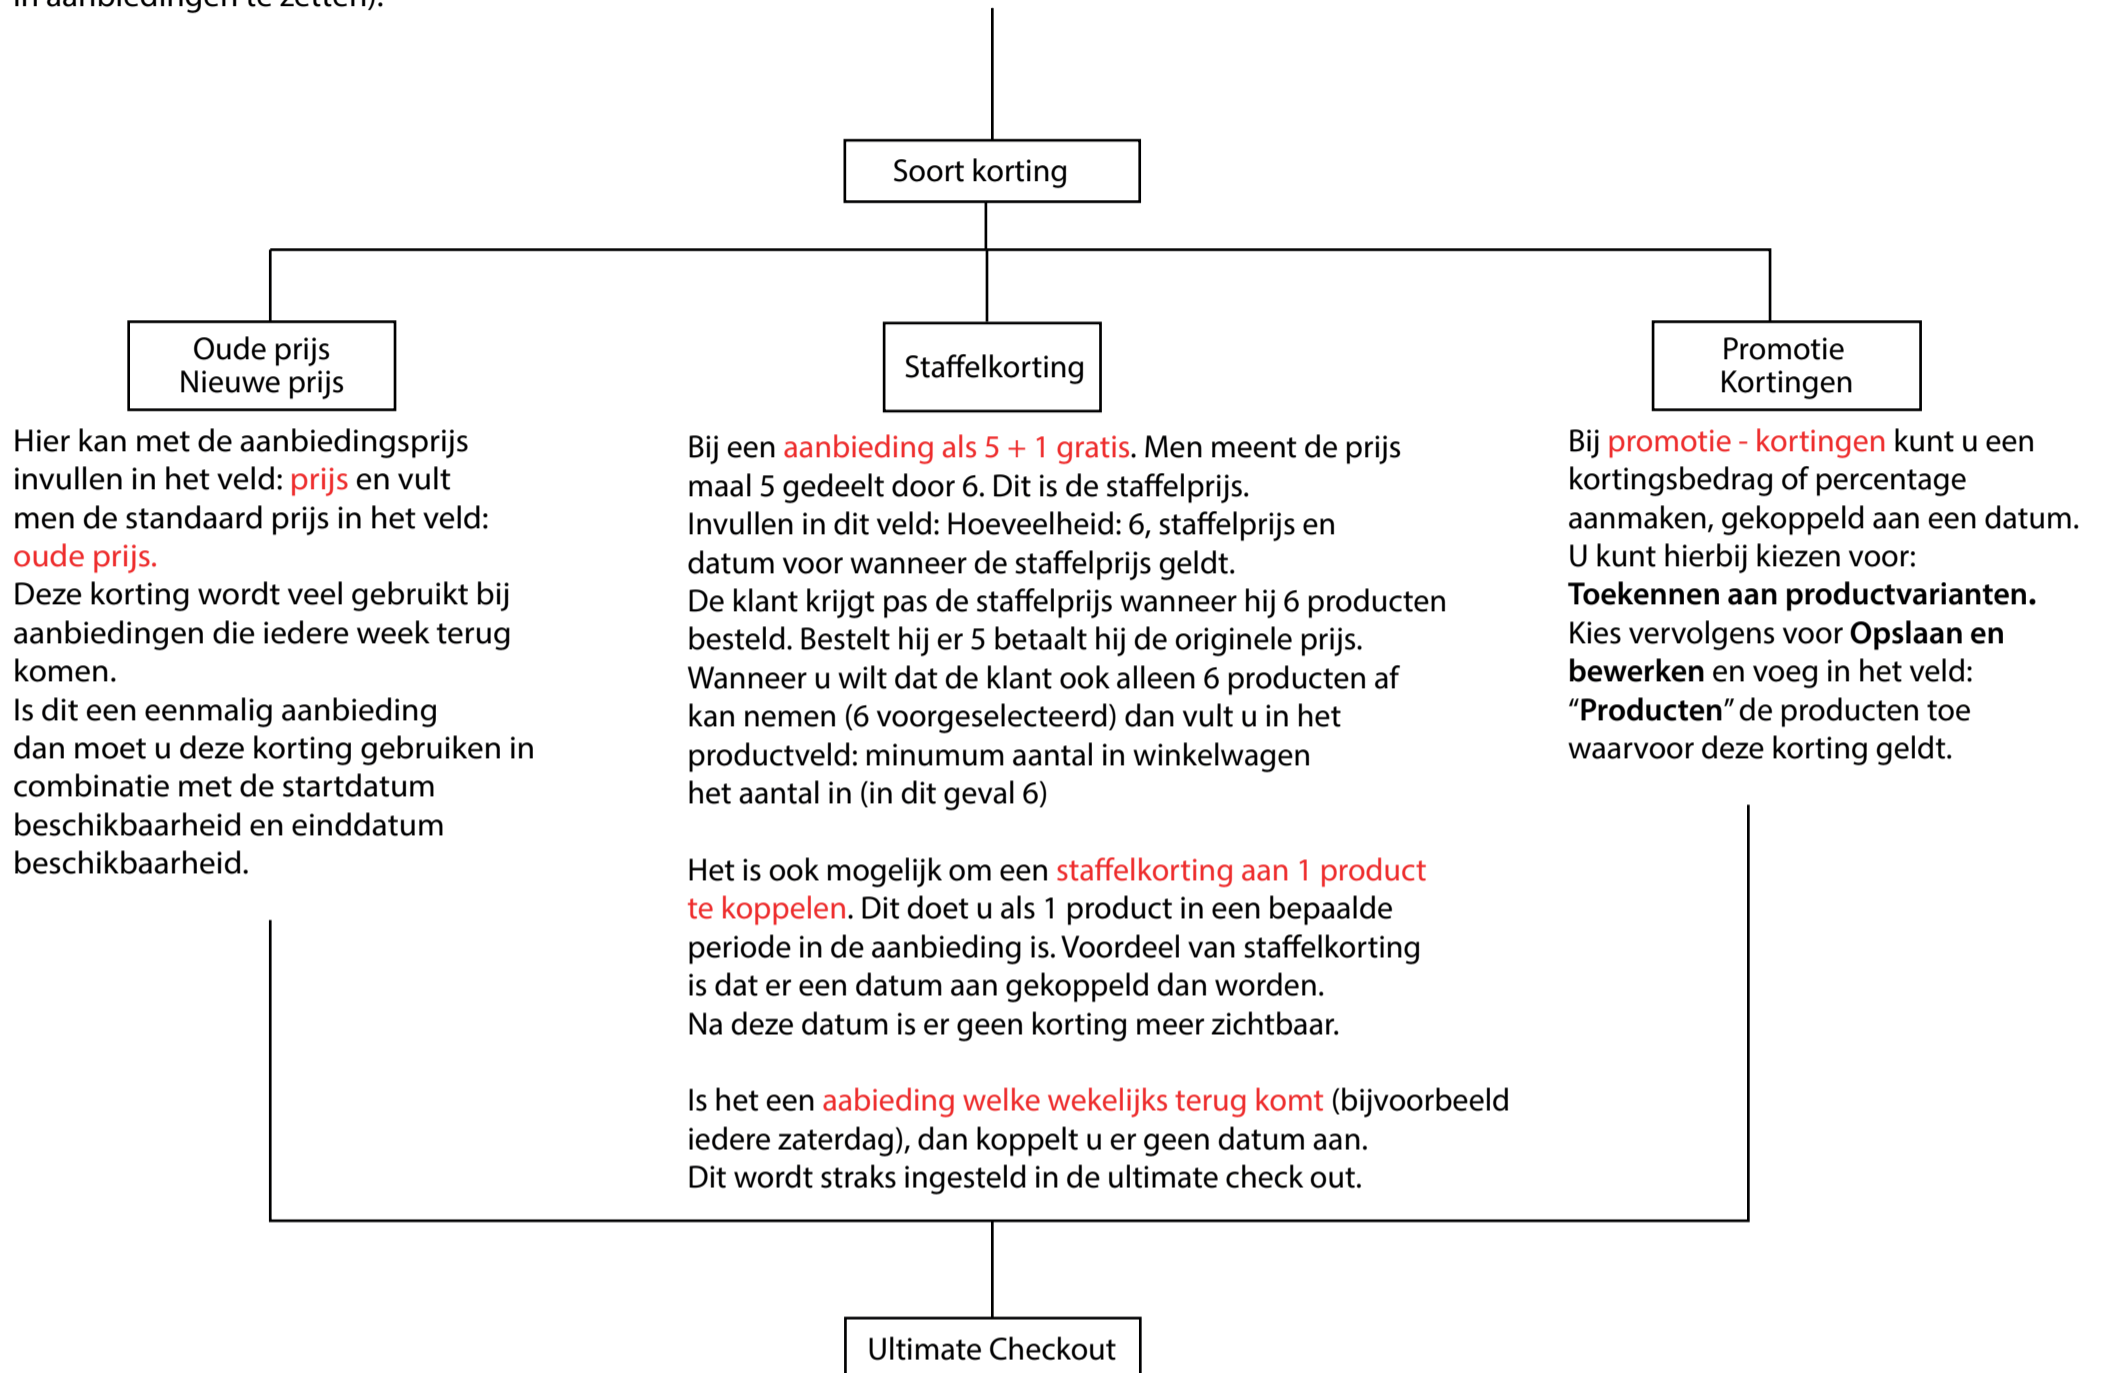 in aanbiedingen te zetten).
Soort korting
Oude prijs
Nieuwe prijs
Hier kan met de aanbiedingsprijs
invullen in het veld: prijs en vult
men de standaard prijs in het veld:
oude prijs.
Deze korting wordt veel gebruikt bij
aanbiedingen die iedere week terug
komen.
Is dit een eenmalig aanbieding
dan moet u deze korting gebruiken in
combinatie met de startdatum
beschikbaarheid en einddatum
beschikbaarheid.
Staffelkorting
Bij een aanbieding als 5 + 1 gratis. Men meent de prijs
maal 5 gedeelt door 6. Dit is de staffelprijs.
Invullen in dit veld: Hoeveelheid: 6, staffelprijs en
datum voor wanneer de staffelprijs geldt.
De klant krijgt pas de staffelprijs wanneer hij 6 producten
besteld. Bestelt hij er 5 betaalt hij de originele prijs.
Wanneer u wilt dat de klant ook alleen 6 producten af
kan nemen (6 voorgeselecteerd) dan vult u in het
productveld: minumum aantal in winkelwagen
het aantal in (in dit geval 6)
Het is ook mogelijk om een staffelkorting aan 1 product
te koppelen. Dit doet u als 1 product in een bepaalde
periode in de aanbieding is. Voordeel van staffelkorting
is dat er een datum aan gekoppeld dan worden.
Na deze datum is er geen korting meer zichtbaar.
Is het een aabieding welke wekelijks terug komt (bijvoorbeeld
iedere zaterdag), dan koppelt u er geen datum aan.
Dit wordt straks ingesteld in de ultimate check out.
Promotie
Kortingen
Bij promotie - kortingen kunt u een
kortingsbedrag of percentage
aanmaken, gekoppeld aan een datum.
U kunt hierbij kiezen voor:
Toekennen aan productvarianten.
Kies vervolgens voor Opslaan en
bewerken en voeg in het veld:
“Producten” de producten toe
waarvoor deze korting geldt.
Ultimate Checkout